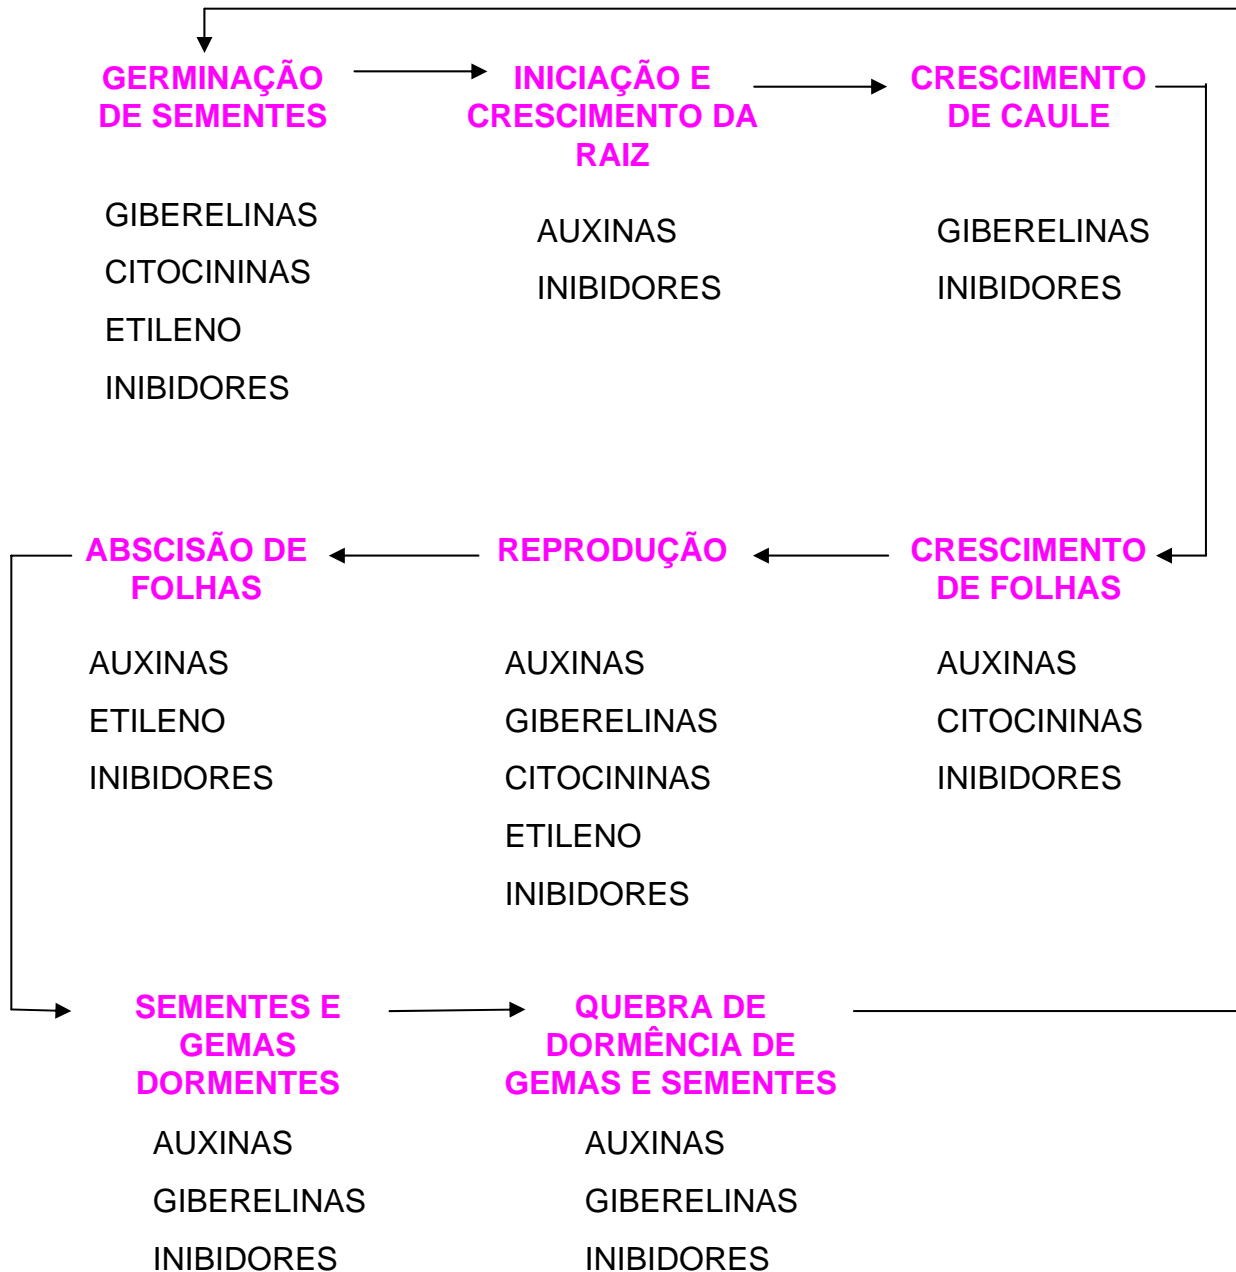 GERMINAÇÃO
DE SEMENTES
GIBERELINAS
CITOCININAS
ETILENO
INIBIDORES
INICIAÇÃO E
CRESCIMENTO DA
RAIZ
AUXINAS
INIBIDORES
CRESCIMENTO
DE CAULE
GIBERELINAS
INIBIDORES
CRESCIMENTO
DE FOLHAS
AUXINAS
CITOCININAS
INIBIDORES
REPRODUÇÃO
AUXINAS
GIBERELINAS
CITOCININAS
ETILENO
INIBIDORES
ABSCISÃO DE
FOLHAS
AUXINAS
ETILENO
INIBIDORES
SEMENTES E
GEMAS
DORMENTES
AUXINAS
GIBERELINAS
INIBIDORES
QUEBRA DE
DORMÊNCIA DE
GEMAS E SEMENTES
AUXINAS
GIBERELINAS
INIBIDORES